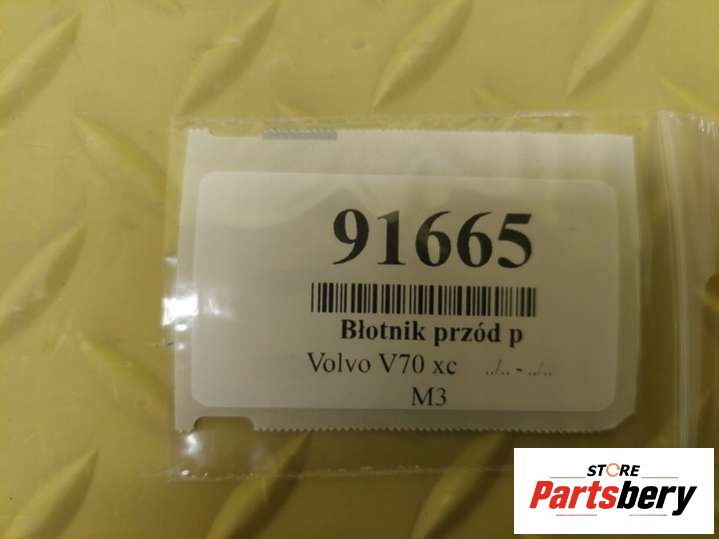 91665
Błotnik przód p
Volvo V70 xc ../.. - ../..
M3
STORE
Partsbery